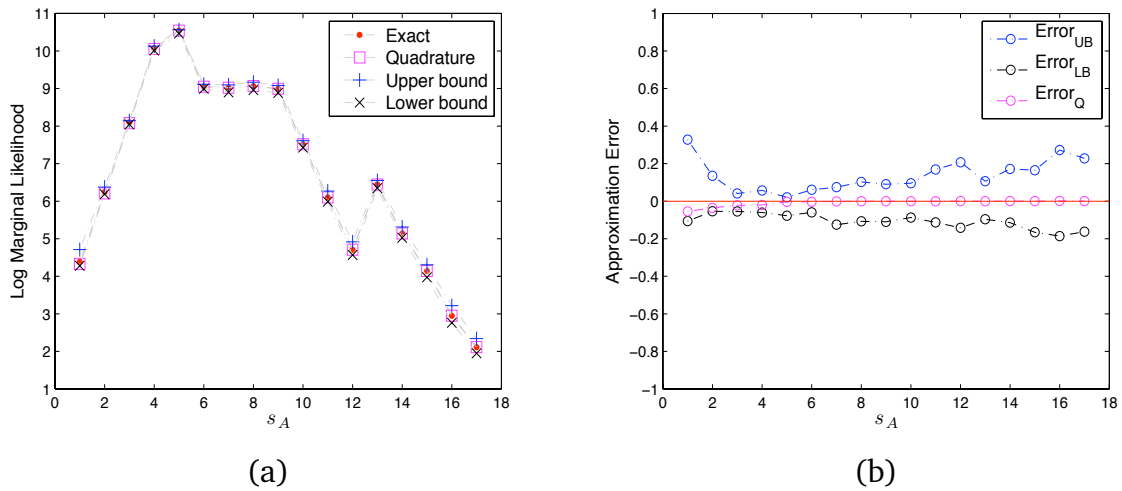 Log Marginal Likelihood
11
10
9
8
7
6
5
4
3
2
1
0 2 4 6 8 10 12 14 16 18
s_A
Exact
Quadrature
Upper bound
Lower bound
(a)
Approximation Error
1
0.8
0.6
0.4
0.2
0
−0.2
−0.4
−0.6
−0.8
−1
0 2 4 6 8 10 12 14 16 18
s_A
Error_UB
Error_LB
Error_Q
(b)